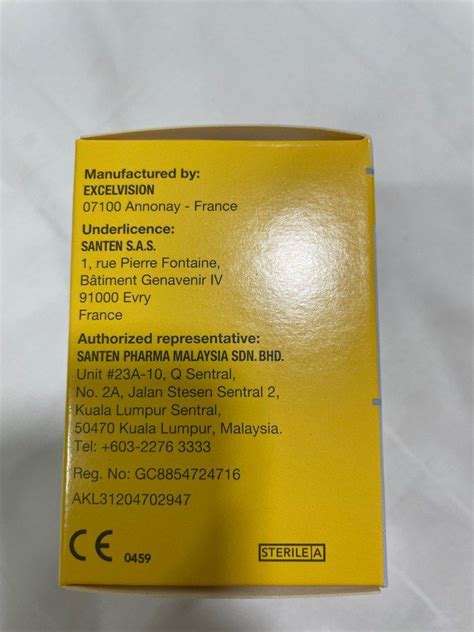 Manufactured by:
EXCELVISION
07100 Annonay - France
Underlicence:
SANTEN S.A.S.
1, rue Pierre Fontaine,
Bâtiment Genavenir IV
91000 Evry
France
Authorized representative:
SANTEN PHARMA MALAYSIA SDN. BHD.
Unit #23A-10, Q Sentral,
No. 2A, Jalan Stesen Sentral 2,
Kuala Lumpur Sentral,
50470 Kuala Lumpur, Malaysia.
Tel: +603-2276 3333
Reg. No: GC8854724716
AKL31204702947
CE 0459
STERILE A